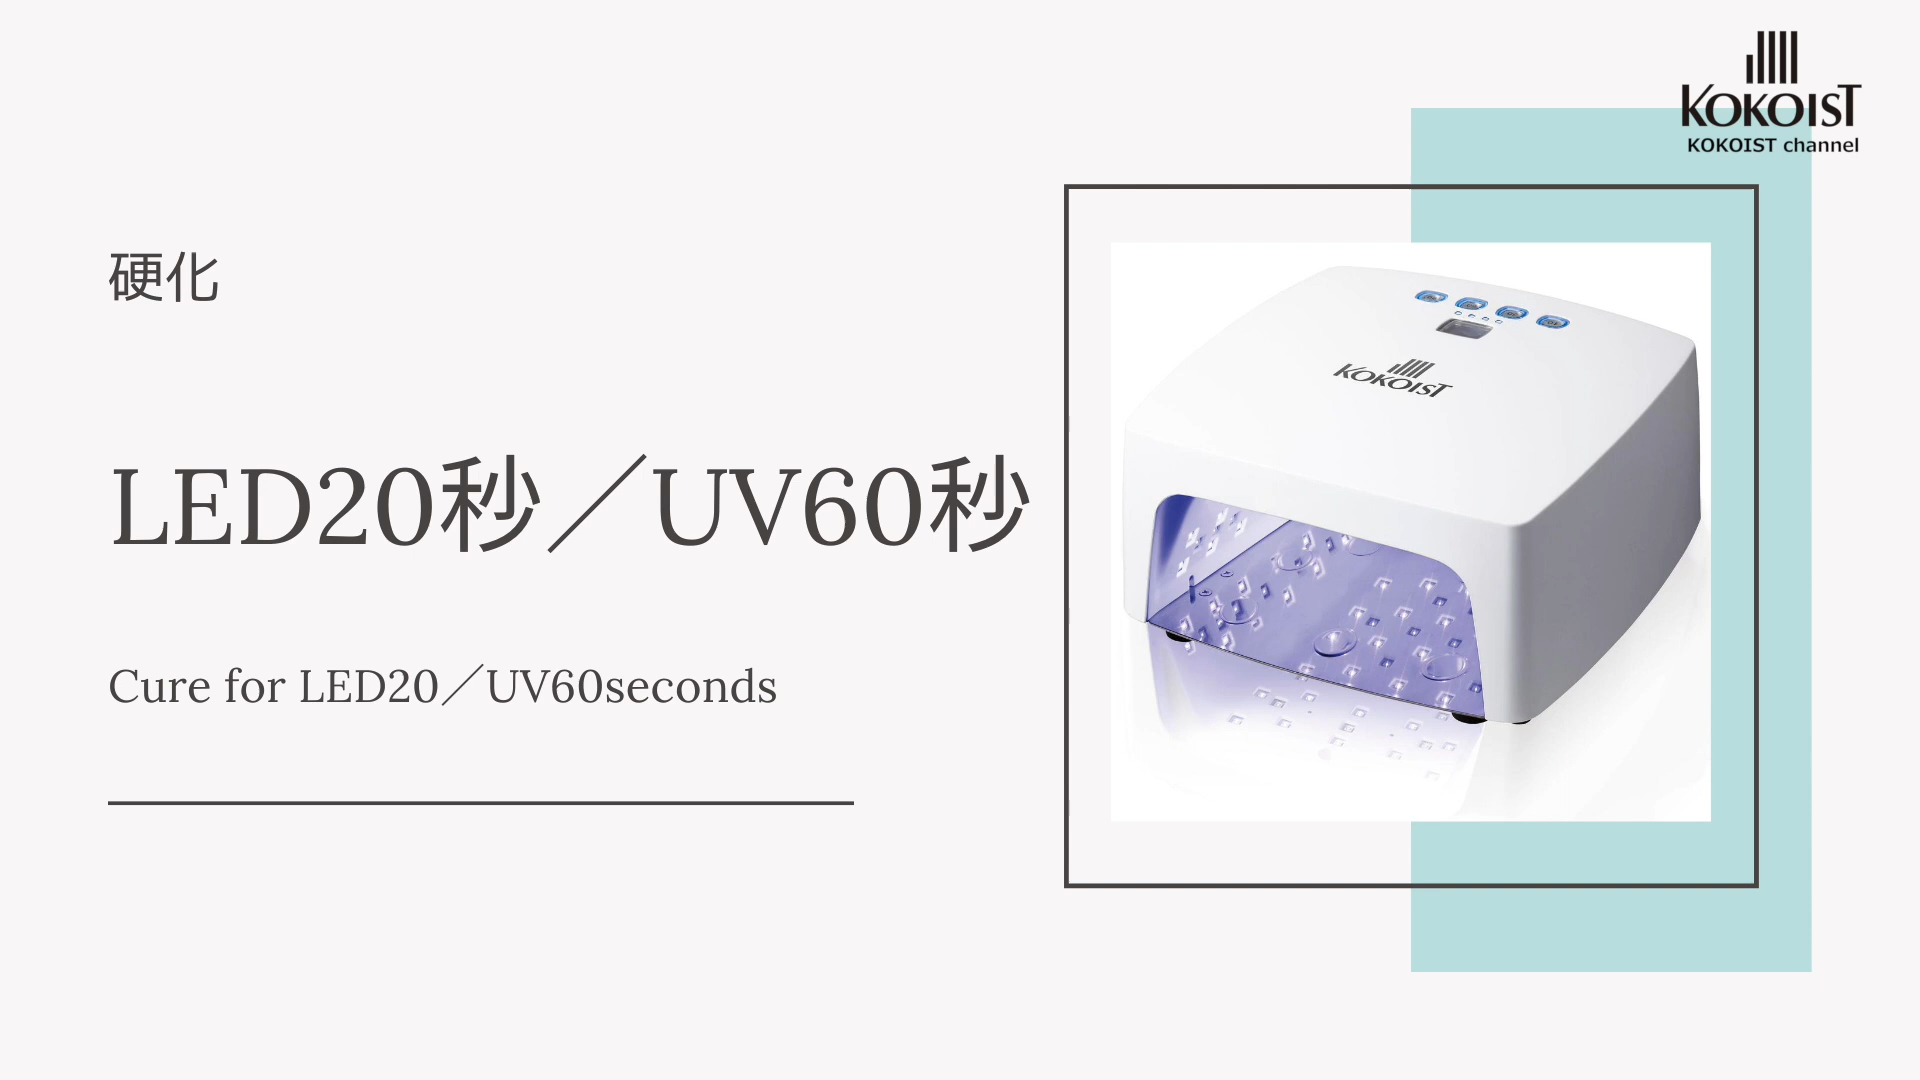 KOKOIST
KOKOIST channel
硬化
LED20秒／UV60秒
Cure for LED20／UV60seconds
KOKOIST